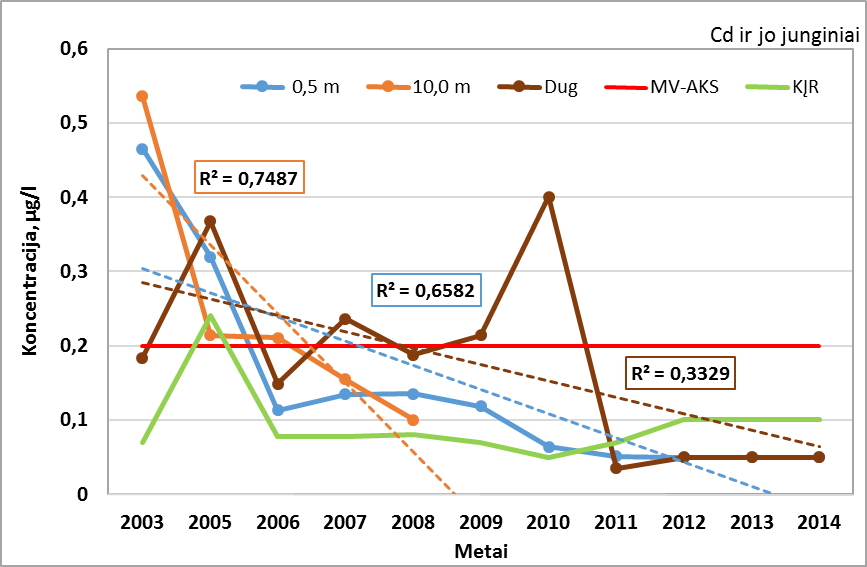 Cd ir jo junginiai
0,5 m 10,0 m Dug MV-AKS KĮR
0,6
0,5
0,4
0,3
0,2
0,1
0
Koncentracija, µg/l
R² = 0,7487
R² = 0,6582
R² = 0,3329
2003 2005 2006 2007 2008 2009 2010 2011 2012 2013 2014
Metai